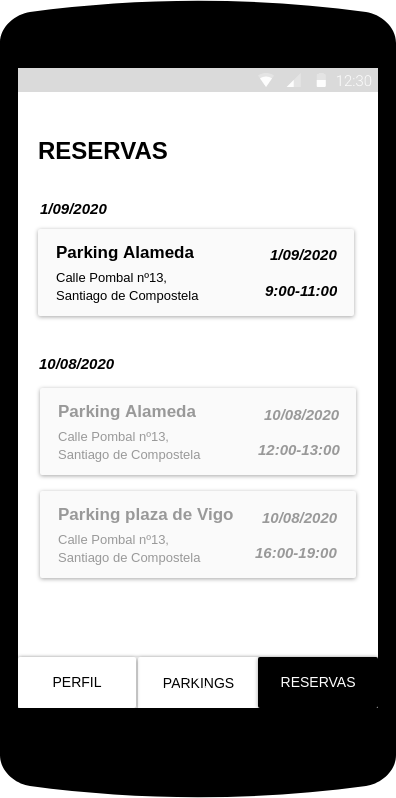 12:30
RESERVAS
1/09/2020
Parking Alameda
1/09/2020
Calle Pombal nº13,
Santiago de Compostela
9:00-11:00
10/08/2020
Parking Alameda
10/08/2020
Calle Pombal nº13,
Santiago de Compostela
12:00-13:00
Parking plaza de Vigo
10/08/2020
Calle Pombal nº13,
Santiago de Compostela
16:00-19:00
PERFIL
PARKINGS
RESERVAS